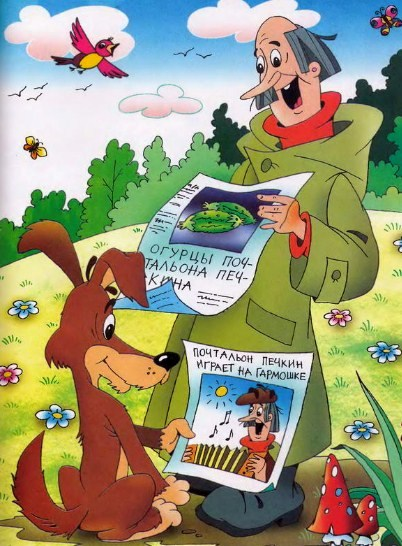 ОГУРЦЫ ПОЧ-
ТАЛЬОНА ПЕЧ-
КИНА
ПОЧТАЛЬОН ПЕЧКИН
ИГРАЕТ НА ГАРМОШКЕ